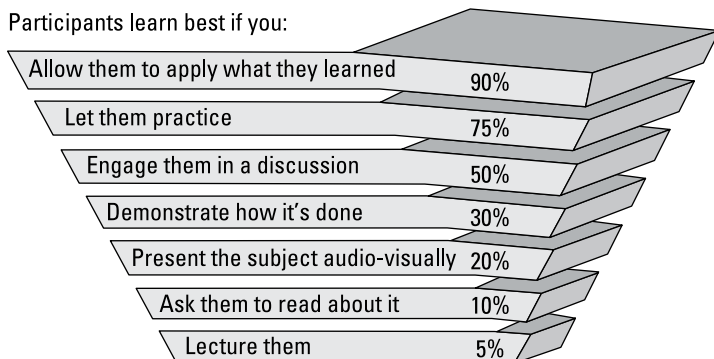 Participants learn best if you:
Allow them to apply what they learned 90%
Let them practice 75%
Engage them in a discussion 50%
Demonstrate how it's done 30%
Present the subject audio-visually 20%
Ask them to read about it 10%
Lecture them 5%